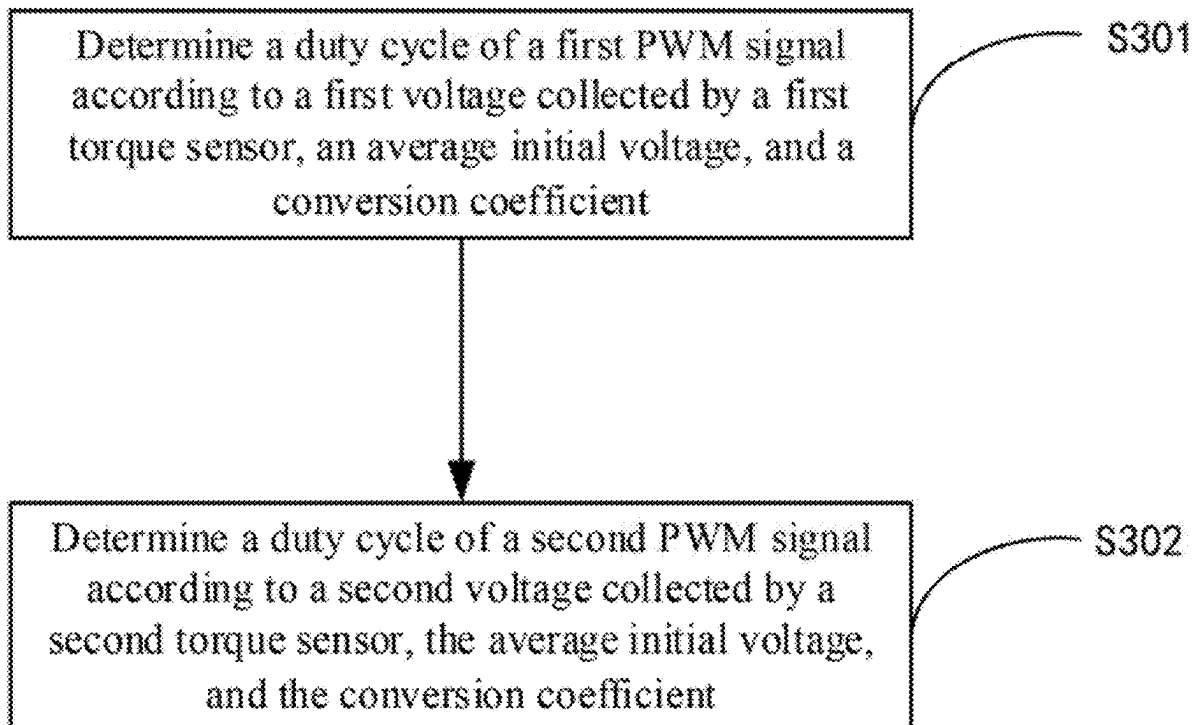 Determine a duty cycle of a first PWM signal
according to a first voltage collected by a first
torque sensor, an average initial voltage, and a
conversion coefficient
S301
Determine a duty cycle of a second PWM signal
according to a second voltage collected by a
second torque sensor, the average initial voltage,
and the conversion coefficient
S302